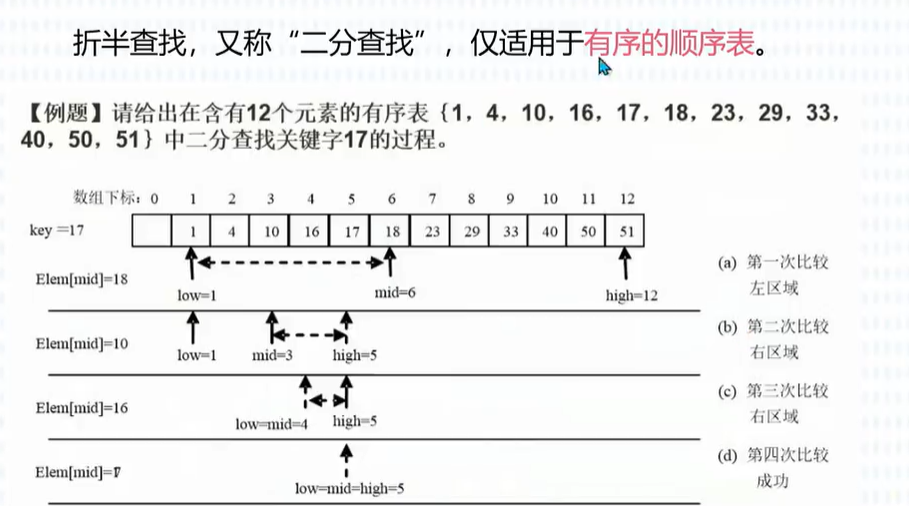 折半查找，又称“二分查找”，仅适用于有序的顺序表。
【例题】请给出在含有12个元素的有序表{1，4，10，16，17，18，23，29，33，
40，50，51}中二分查找关键字17的过程。
数组下标：0 1 2 3 4 5 6 7 8 9 10 11 12
key =17 1 4 10 16 17 18 23 29 33 40 50 51
Elem[mid]=18
low=1 mid=6 high=12
(a) 第一次比较
左区域
Elem[mid]=10
low=1 mid=3 high=5
(b) 第二次比较
右区域
Elem[mid]=16
low=mid=4 high=5
(c) 第三次比较
右区域
Elem[mid]=17
low=mid=high=5
(d) 第四次比较
成功